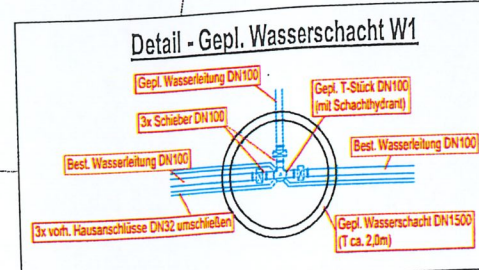 Detail - Gepl. Wasserschacht W1
Gepl. Wasserleitung DN100
Gepl. T-Stück DN100
(mit Schachthydrant)
3x Schieber DN100
Best. Wasserleitung DN100
Best. Wasserleitung DN100
3x vorh. Hausanschlüsse DN32 umschließen
Gepl. Wasserschacht DN1500
(T ca. 2,0m)